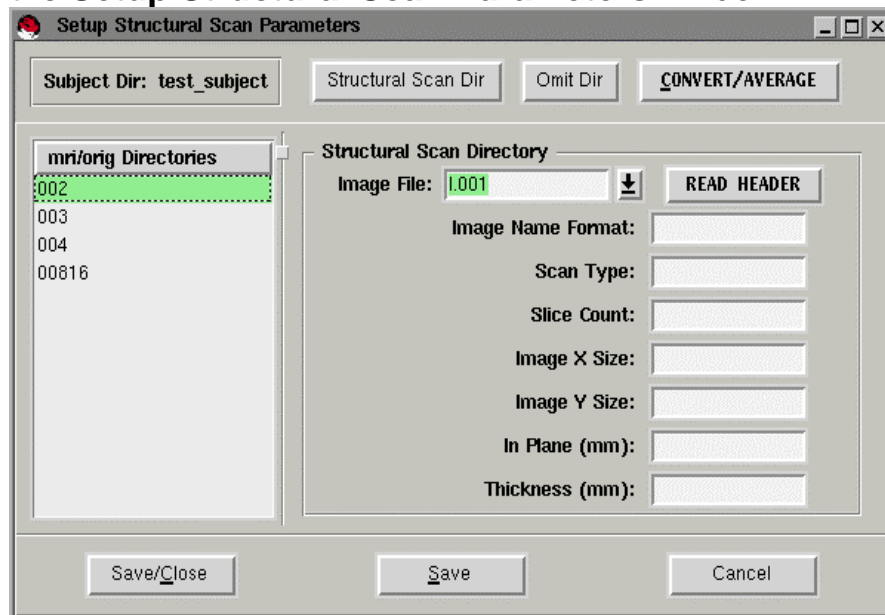 Setup Structural Scan Parameters
Subject Dir: test_subject
Structural Scan Dir
Omit Dir
CONVERT/AVERAGE
mri/orig Directories
002
003
004
00816
Structural Scan Directory
Image File: I.001
READ HEADER
Image Name Format:
Scan Type:
Slice Count:
Image X Size:
Image Y Size:
In Plane (mm):
Thickness (mm):
Save/Close
Save
Cancel